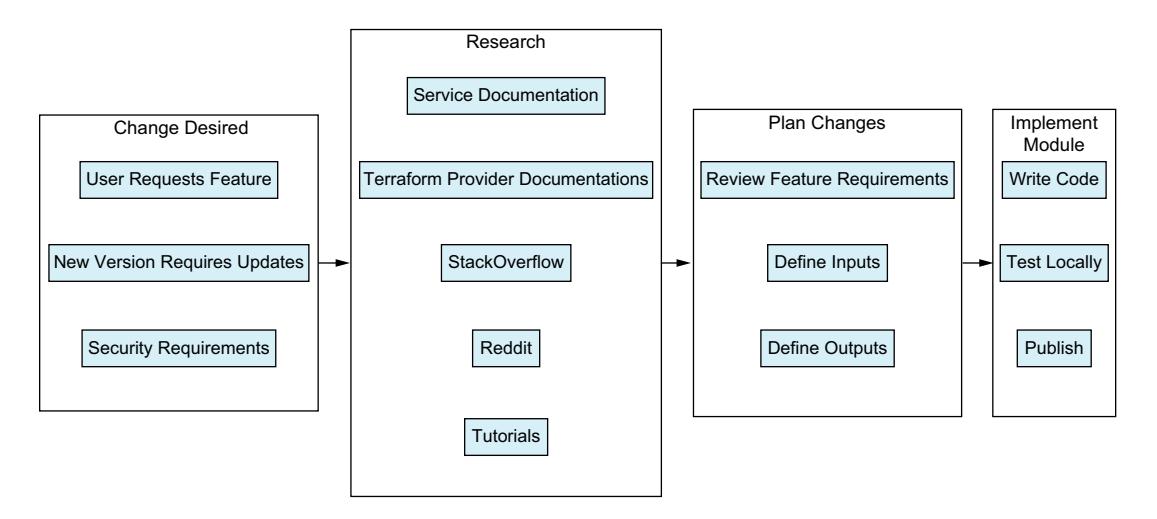 Change Desired
User Requests Feature
New Version Requires Updates
Security Requirements
Research
Service Documentation
Terraform Provider Documentations
StackOverflow
Reddit
Tutorials
Plan Changes
Review Feature Requirements
Define Inputs
Define Outputs
Implement
Module
Write Code
Test Locally
Publish